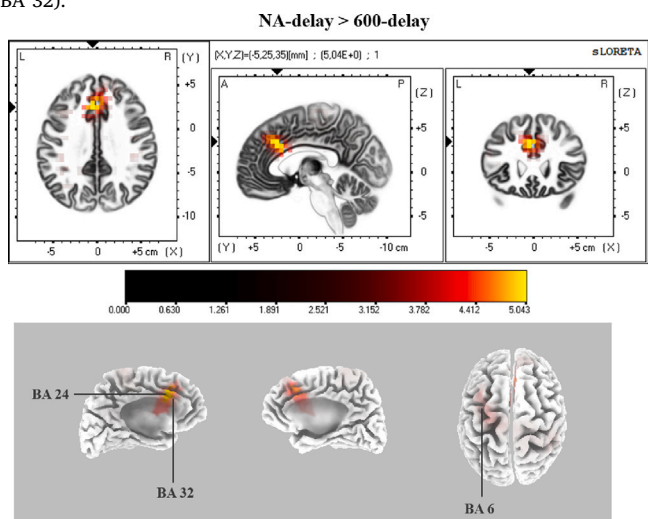 BA 32).
NA-delay > 600-delay
(X,Y,Z)=(-5,25,35)[mm] ; (5,04E+0) ; 1
sLORETA
L R (Y)
A P (Z)
L R (Z)
+5 0 -5 -10
+5 0 -5
+5 0 -5
-5 0 +5 cm (X)
(Y) +5 0 -5 -10 cm
-5 0 +5 cm (X)
0.000 0.630 1.261 1.891 2.521 3.152 3.782 4.412 5.043
BA 24
BA 32
BA 6